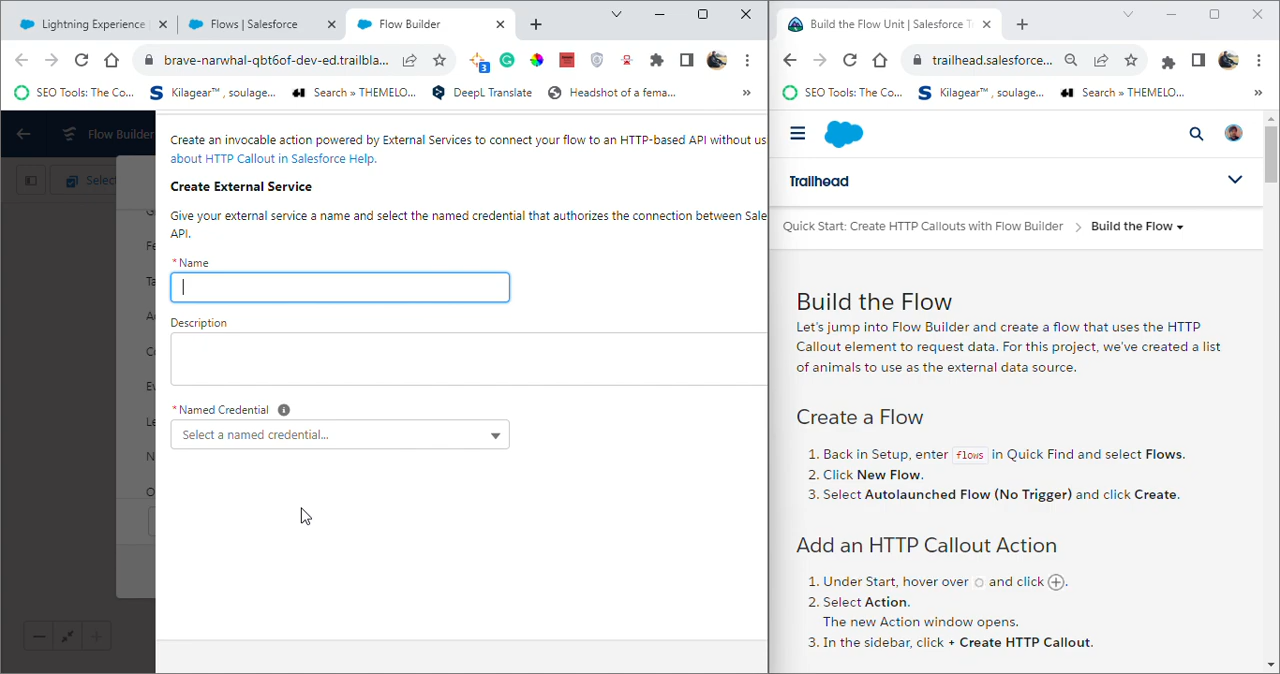 Lightning Experience
Flows | Salesforce
Flow Builder
brave-narwhal-qbt6of-dev-ed.trailbla...
3
SEO Tools: The Co...
Kilagear™ , soulage...
Search » THEMELO...
DeepL Translate
Headshot of a fema...
»
Flow Builder
Select
Create an invocable action powered by External Services to connect your flow to an HTTP-based API without us
about HTTP Callout in Salesforce Help.
Create External Service
Give your external service a name and select the named credential that authorizes the connection between Sale
API.
* Name
Description
* Named Credential
Select a named credential...
Fe
Ta
Co
Ev
Le
Build the Flow Unit | Salesforce T
trailhead.salesforce...
SEO Tools: The Co...
Kilagear™ , soulage...
Search » THEMELO...
»
Trailhead
Quick Start: Create HTTP Callouts with Flow Builder > Build the Flow
Build the Flow
Let's jump into Flow Builder and create a flow that uses the HTTP
Callout element to request data. For this project, we've created a list
of animals to use as the external data source.
Create a Flow
1. Back in Setup, enter flows in Quick Find and select Flows.
2. Click New Flow.
3. Select Autolaunched Flow (No Trigger) and click Create.
Add an HTTP Callout Action
1. Under Start, hover over and click
2. Select Action.
The new Action window opens.
3. In the sidebar, click + Create HTTP Callout.